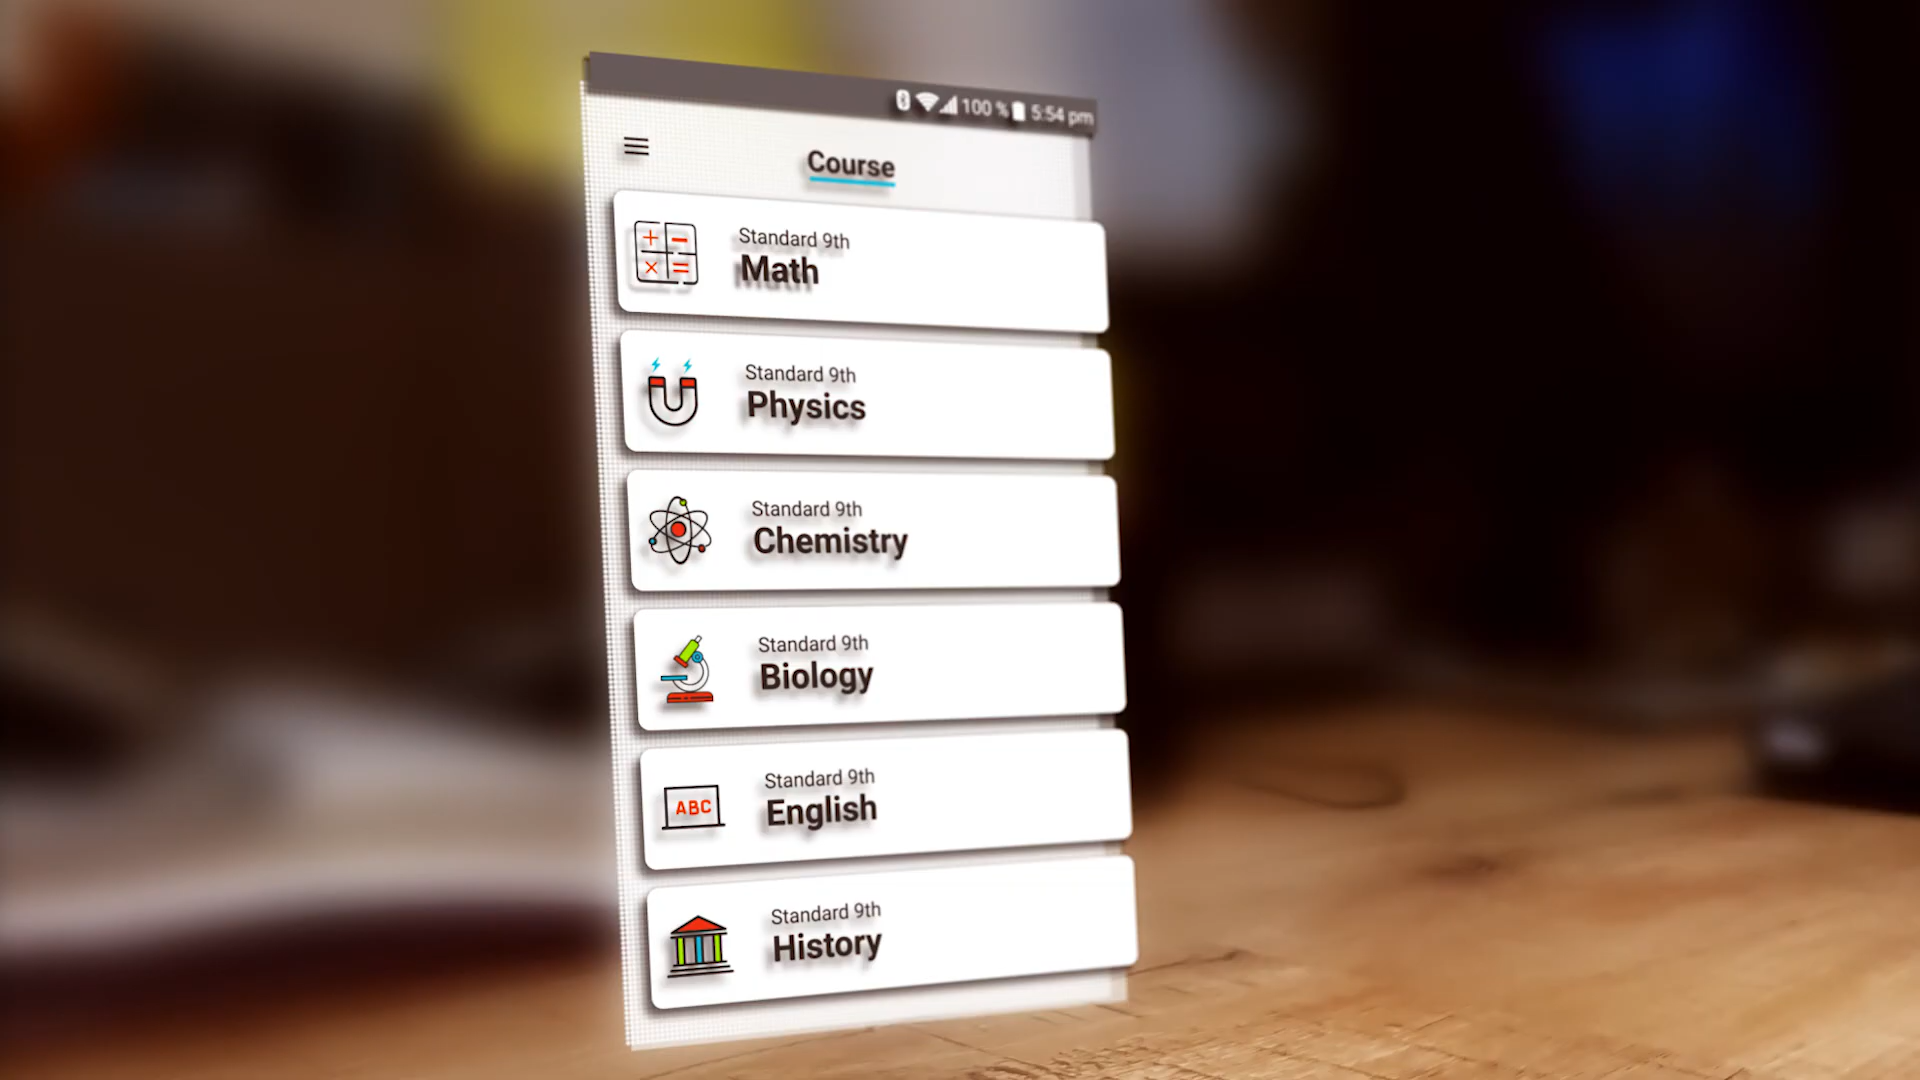 100 % 5:54 pm
Course
Standard 9th
Math
Standard 9th
Physics
Standard 9th
Chemistry
Standard 9th
Biology
ABC
Standard 9th
English
Standard 9th
History